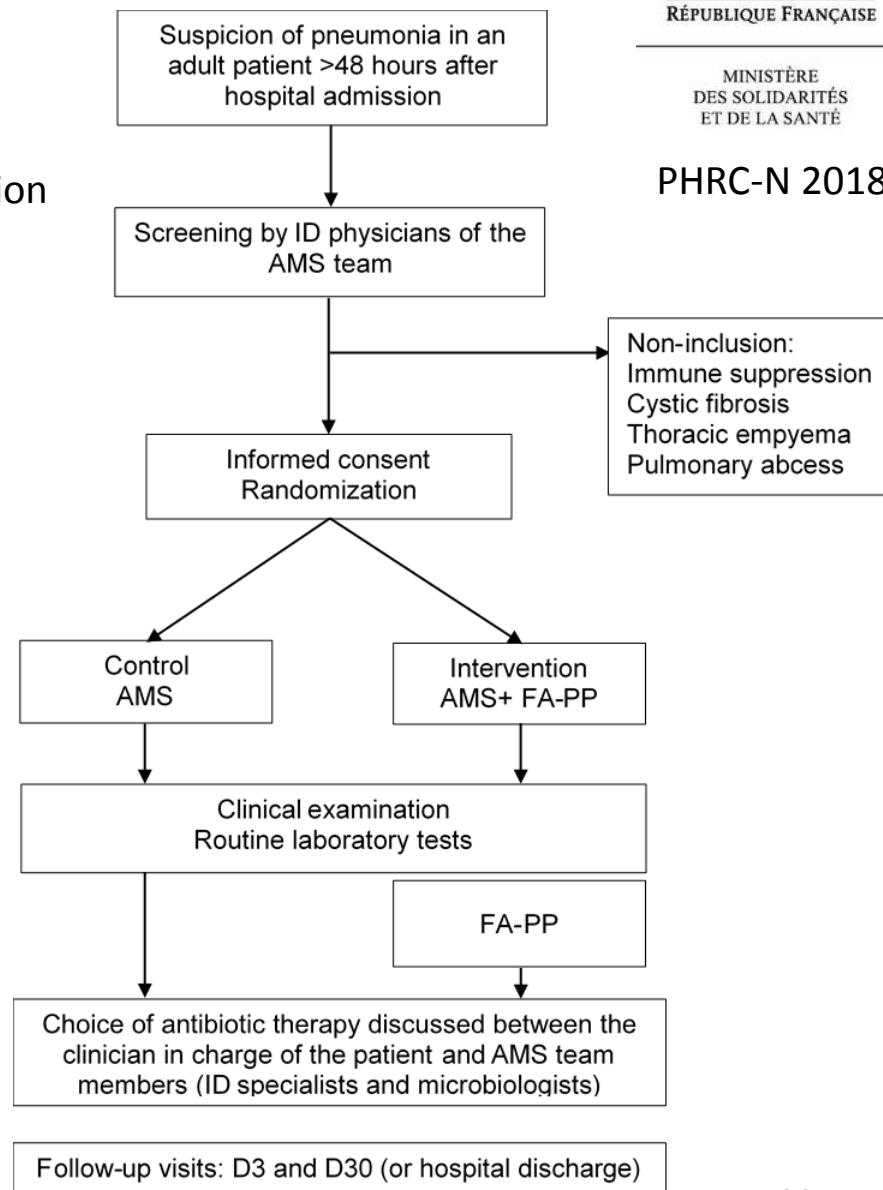 RÉPUBLIQUE FRANÇAISE
MINISTÈRE
DES SOLIDARITÉS
ET DE LA SANTÉ
PHRC-N 2018
Suspicion of pneumonia in an
adult patient >48 hours after
hospital admission
Screening by ID physicians of the
AMS team
Non-inclusion:
Immune suppression
Cystic fibrosis
Thoracic empyema
Pulmonary abcess
Informed consent
Randomization
Control
AMS
Intervention
AMS+ FA-PP
Clinical examination
Routine laboratory tests
FA-PP
Choice of antibiotic therapy discussed between the
clinician in charge of the patient and AMS team
members (ID specialists and microbiologists)
Follow-up visits: D3 and D30 (or hospital discharge)